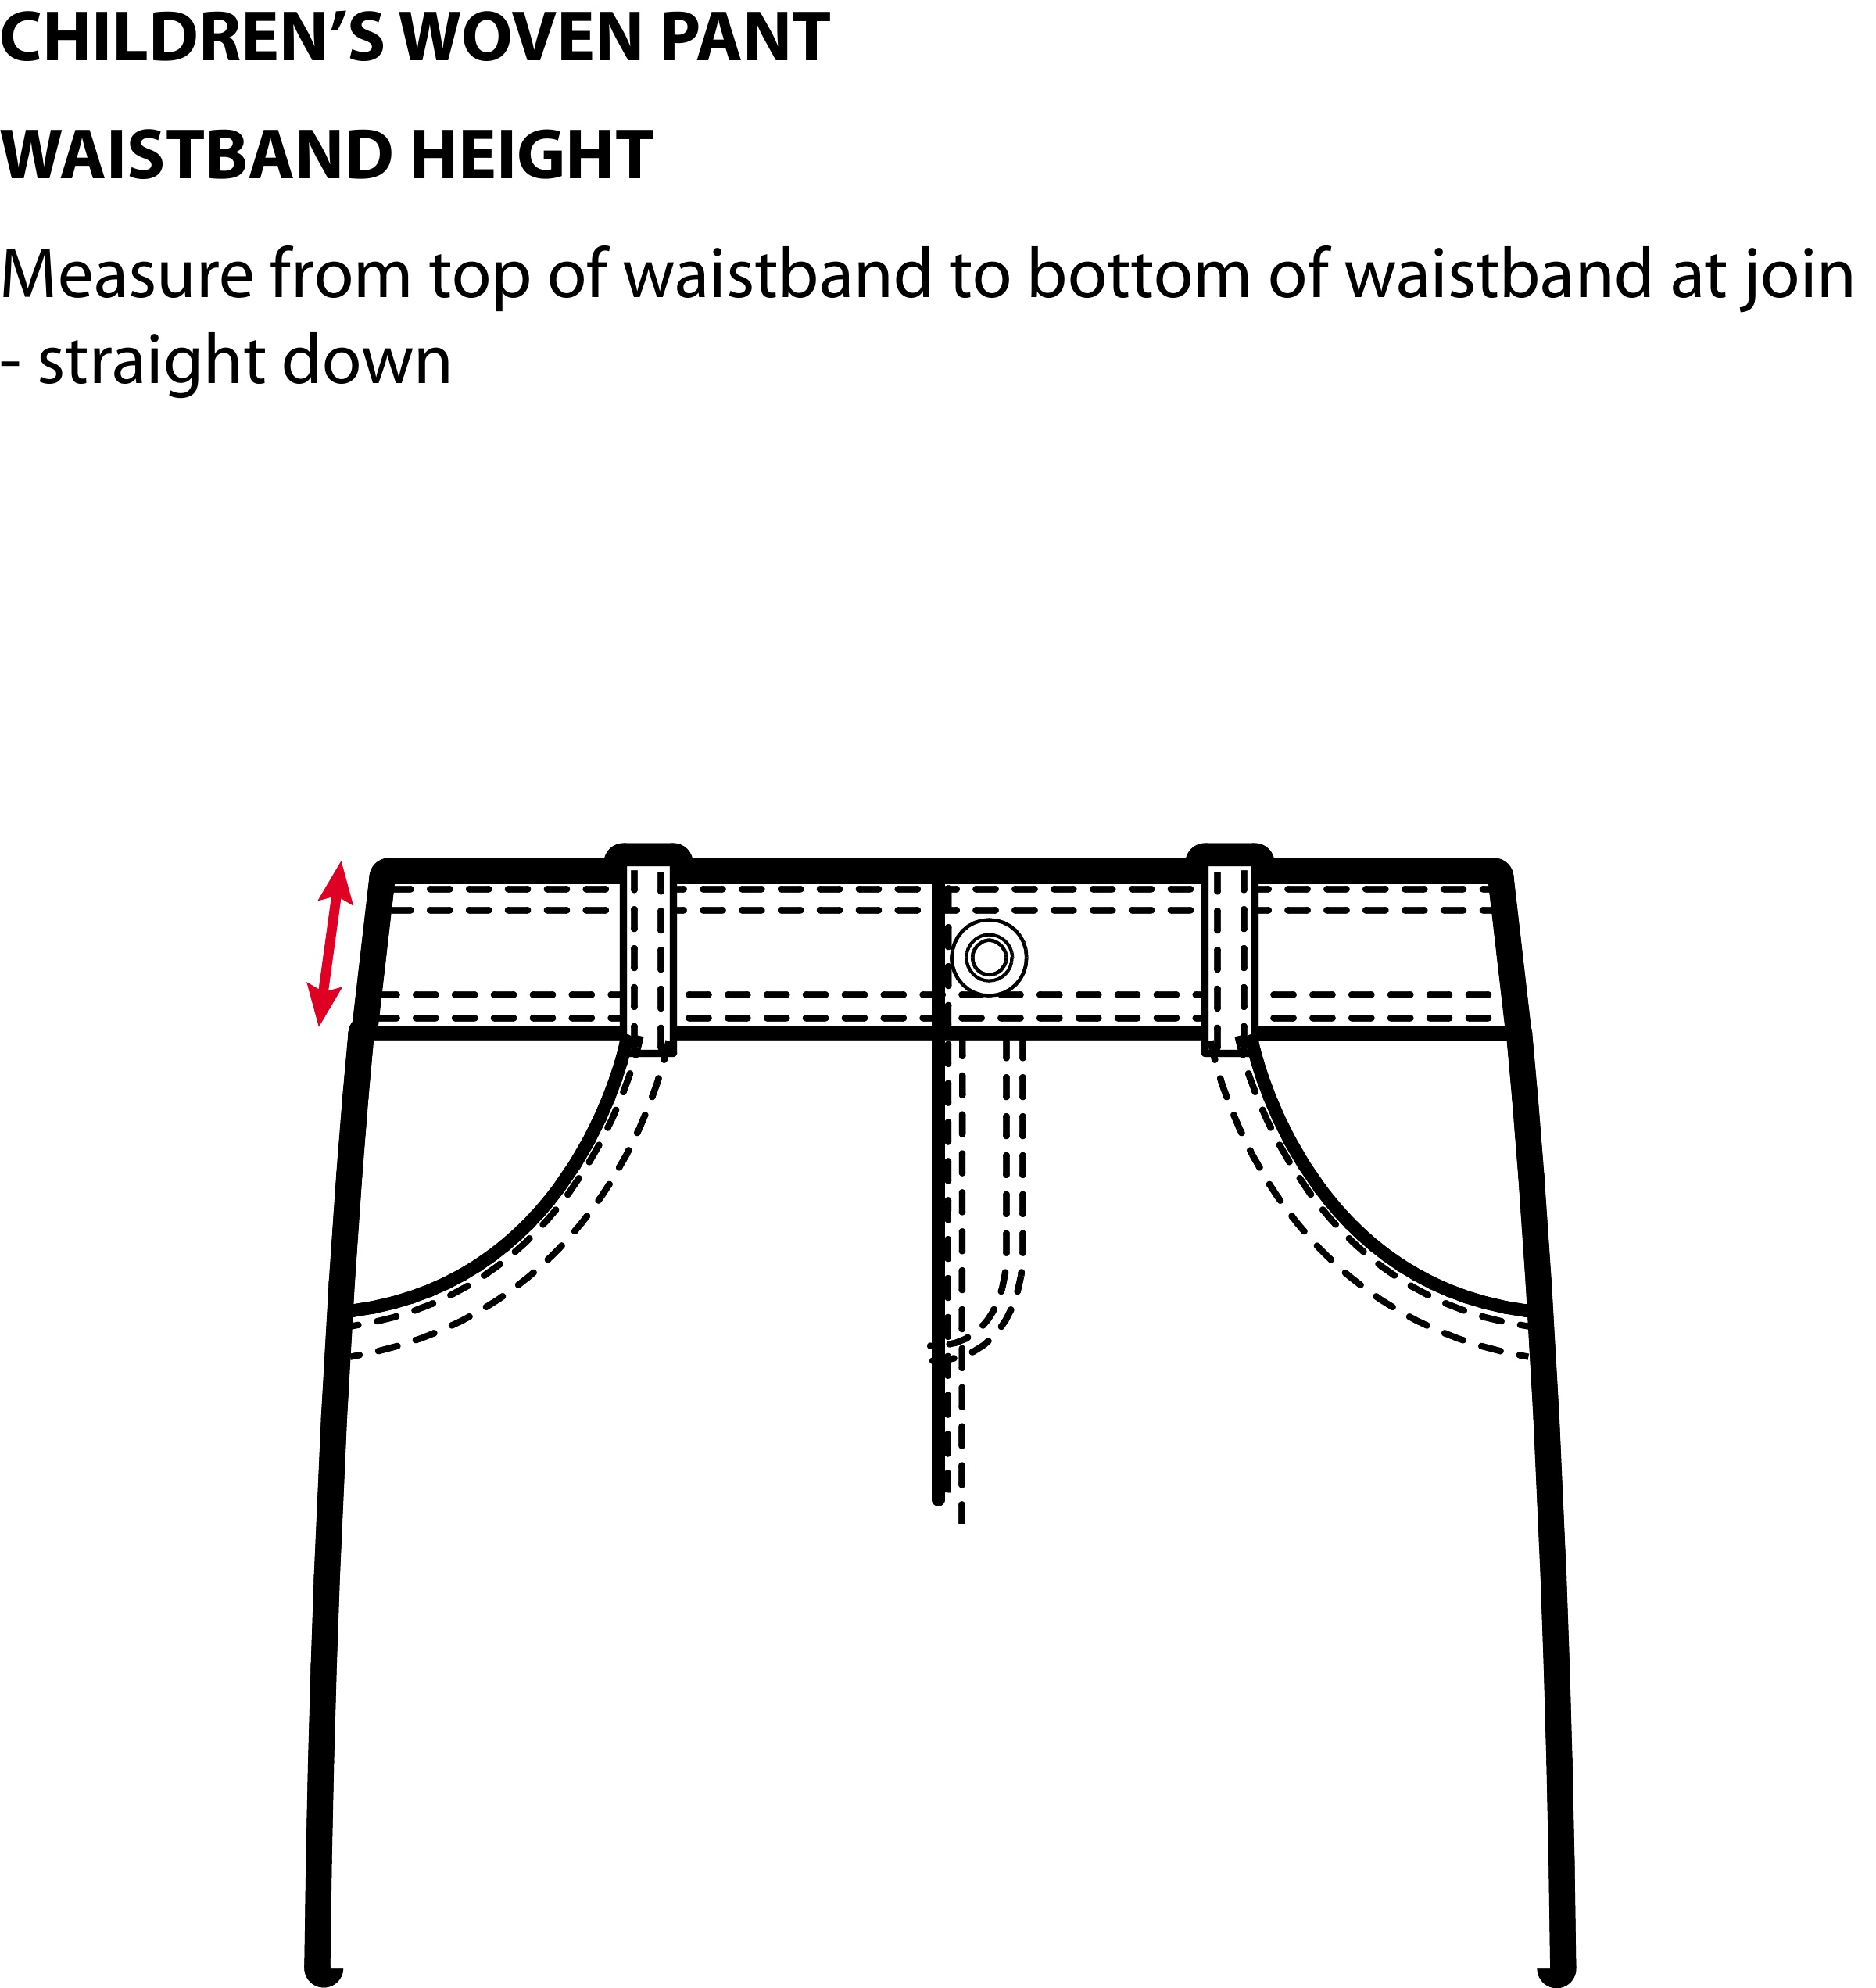 CHILDREN’S WOVEN PANT
WAISTBAND HEIGHT
Measure from top of waistband to bottom of waistband at join
- straight down